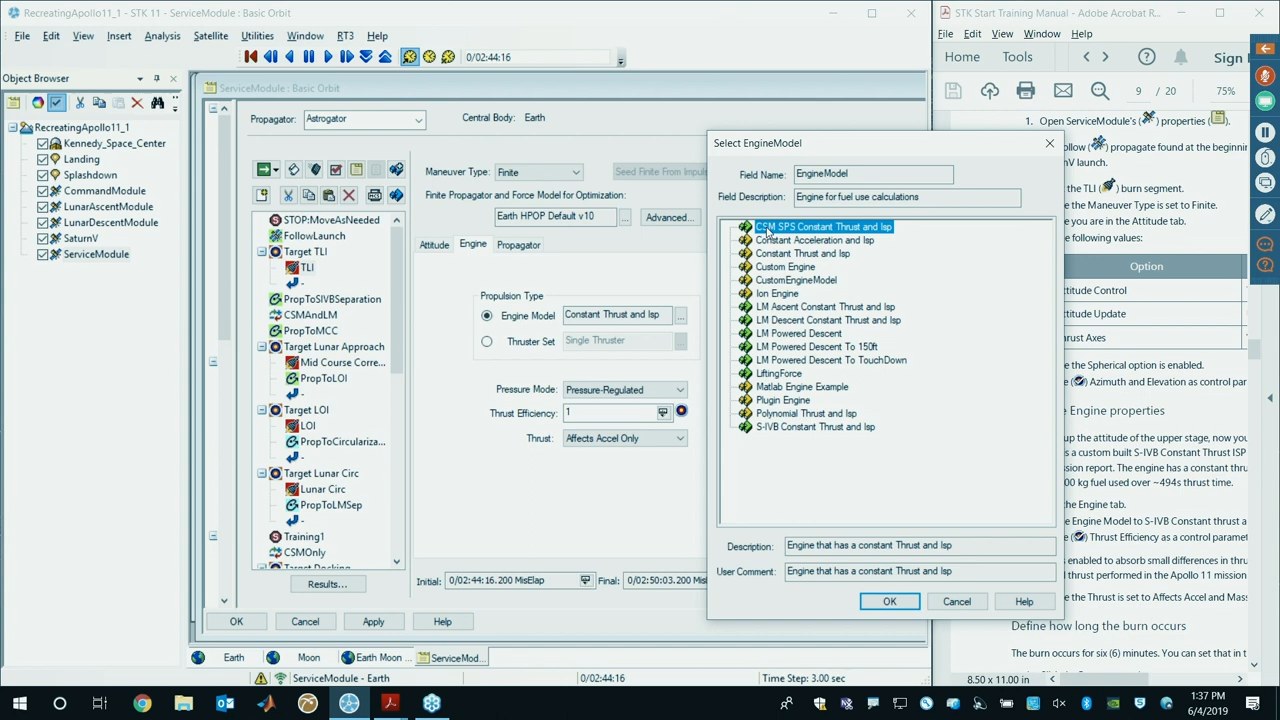 RecreatingApollo11_1 - STK 11 - ServiceModule : Basic Orbit
File Edit View Insert Analysis Satellite Utilities Window RT3 Help
0/02:44:16
Object Browser
RecreatingApollo11_1
Kennedy_Space_Center
Landing
Splashdown
CommandModule
LunarAscentModule
LunarDescentModule
SaturnV
ServiceModule
ServiceModule : Basic Orbit
Propagator: Astrogator
Central Body: Earth
Maneuver Type: Finite
Seed Finite From Impuls
Finite Propagator and Force Model for Optimization:
Earth HPOP Default v10 ... Advanced...
STOP:MoveAsNeeded
FollowLaunch
Target TLI
TLI
-
PropToSIVBSeparation
CSMAndLM
PropToMCC
Target Lunar Approach
Mid Course Corre...
PropToLOI
-
Target LOI
LOI
PropToCirculariza...
-
Target Lunar Circ
Lunar Circ
PropToLMSep
-
Training1
CSMOnly
Target Docking
Results...
Attitude Engine Propagator
Propulsion Type
Engine Model Constant Thrust and Isp ...
Thruster Set Single Thruster ...
Pressure Mode: Pressure-Regulated
Thrust Efficiency: 1
Thrust: Affects Accel Only
Initial: 0/02:44:16.200 MisElap Final: 0/02:50:03.200 Mis
OK Cancel Apply Help
Earth Moon Earth Moon ... ServiceMod...
ServiceModule - Earth 0/02:44:16 Time Step: 3.00 sec
Select EngineModel
Field Name: EngineModel
Field Description: Engine for fuel use calculations
CSM SPS Constant Thrust and Isp
Constant Acceleration and Isp
Constant Thrust and Isp
Custom Engine
CustomEngineModel
Ion Engine
LM Ascent Constant Thrust and Isp
LM Descent Constant Thrust and Isp
LM Powered Descent
LM Powered Descent To 150ft
LM Powered Descent To TouchDown
LiftingForce
Matlab Engine Example
Plugin Engine
Polynomial Thrust and Isp
S-IVB Constant Thrust and Isp
Description: Engine that has a constant Thrust and Isp
User Comment: Engine that has a constant Thrust and Isp
OK Cancel Help
STK Start Training Manual - Adobe Acrobat R...
File Edit View Window Help
Home Tools Sign
9 / 20 75%
1. Open ServiceModule's ( ) properties ( ).
ollow ( ) propagate found at the beginnin
nV launch.
the TLI ( ) burn segment.
e the Maneuver Type is set to Finite.
e you are in the Attitude tab.
e following values:
Option
ttitude Control
ttitude Update
hrust Axes
he Spherical option is enabled.
e ( ) Azimuth and Elevation as control par
e Engine properties
up the attitude of the upper stage, now you
s a custom built S-IVB Constant Thrust ISP
ssion report. The engine has a constant thru
00 kg fuel used over ~494s thrust time.
the Engine tab.
e Engine Model to S-IVB Constant thrust a
e ( ) Thrust Efficiency as a control paramet
s enabled to absorb small differences in thru
l thrust performed in the Apollo 11 mission
e the Thrust is set to Affects Accel and Mass
Define how long the burn occurs
The burn occurs for six (6) minutes. You can set that in t
8.50 x 11.00 in
1:37 PM
6/4/2019